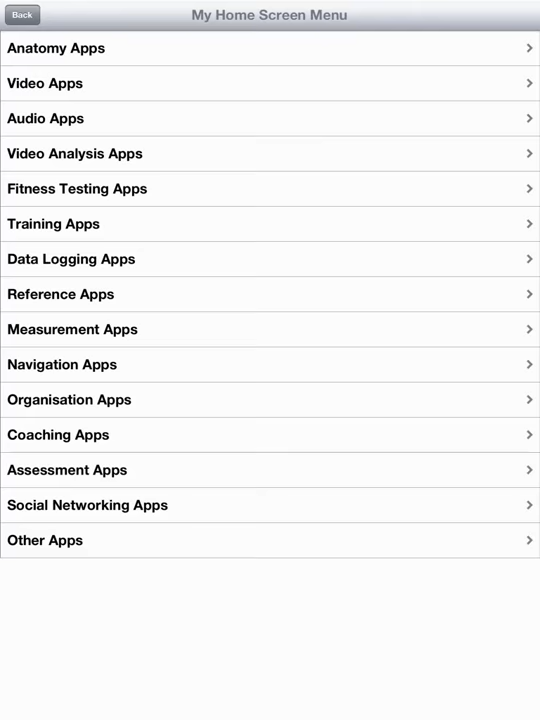 Back
My Home Screen Menu
Anatomy Apps
Video Apps
Audio Apps
Video Analysis Apps
Fitness Testing Apps
Training Apps
Data Logging Apps
Reference Apps
Measurement Apps
Navigation Apps
Organisation Apps
Coaching Apps
Assessment Apps
Social Networking Apps
Other Apps